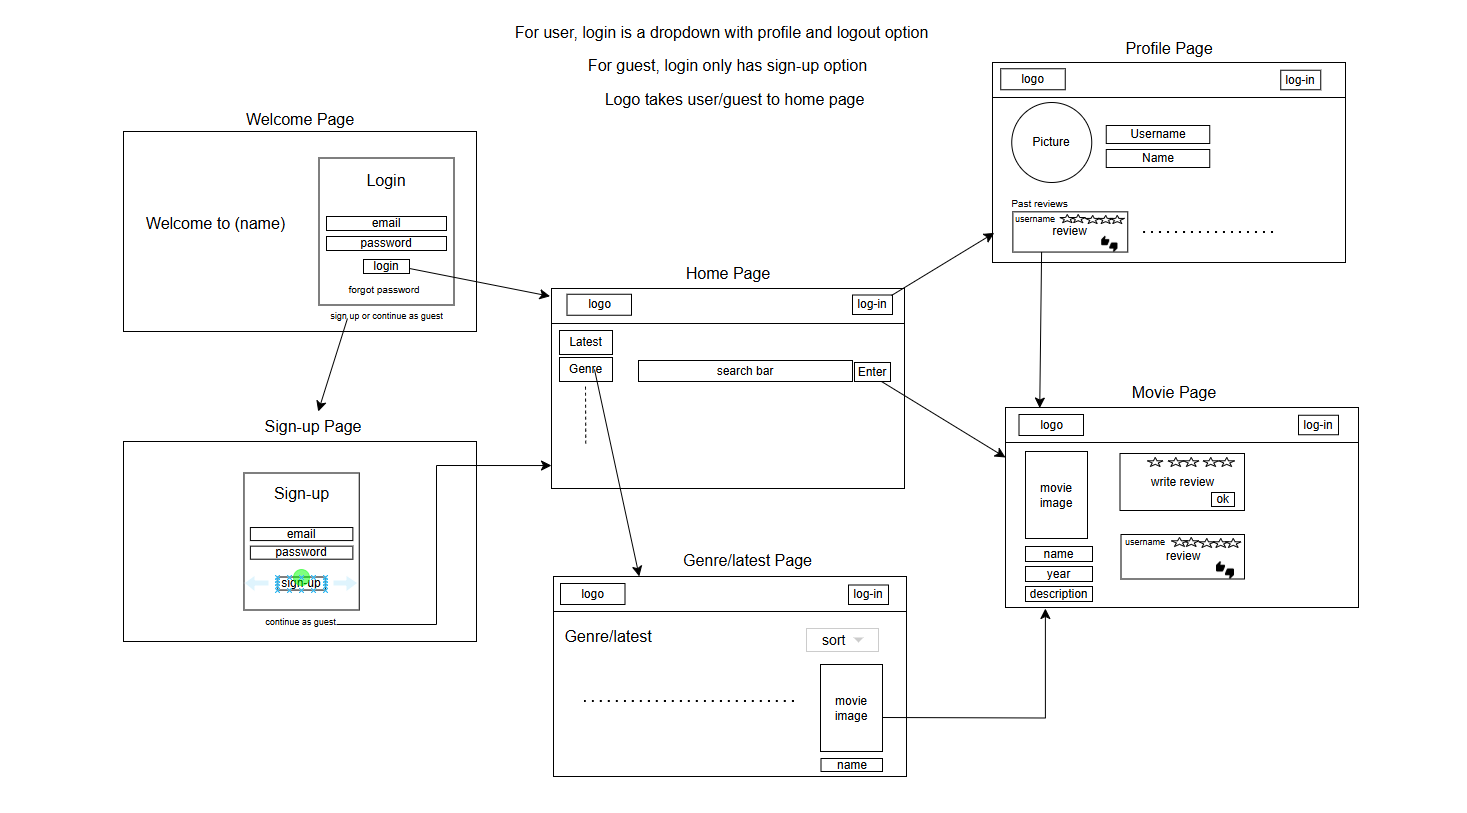 For user, login is a dropdown with profile and logout option
For guest, login only has sign-up option
Logo takes user/guest to home page
Welcome Page
Welcome to (name)
Login
email
password
login
forgot password
sign up or continue as guest
Sign-up Page
Sign-up
email
password
sign-up
continue as guest
Home Page
logo
log-in
Latest
Genre
search bar
Enter
Genre/latest Page
logo
log-in
Genre/latest
sort
movie
image
name
Profile Page
logo
log-in
Picture
Username
Name
Past reviews
username
review
Movie Page
logo
log-in
movie
image
name
year
description
write review
ok
username
review